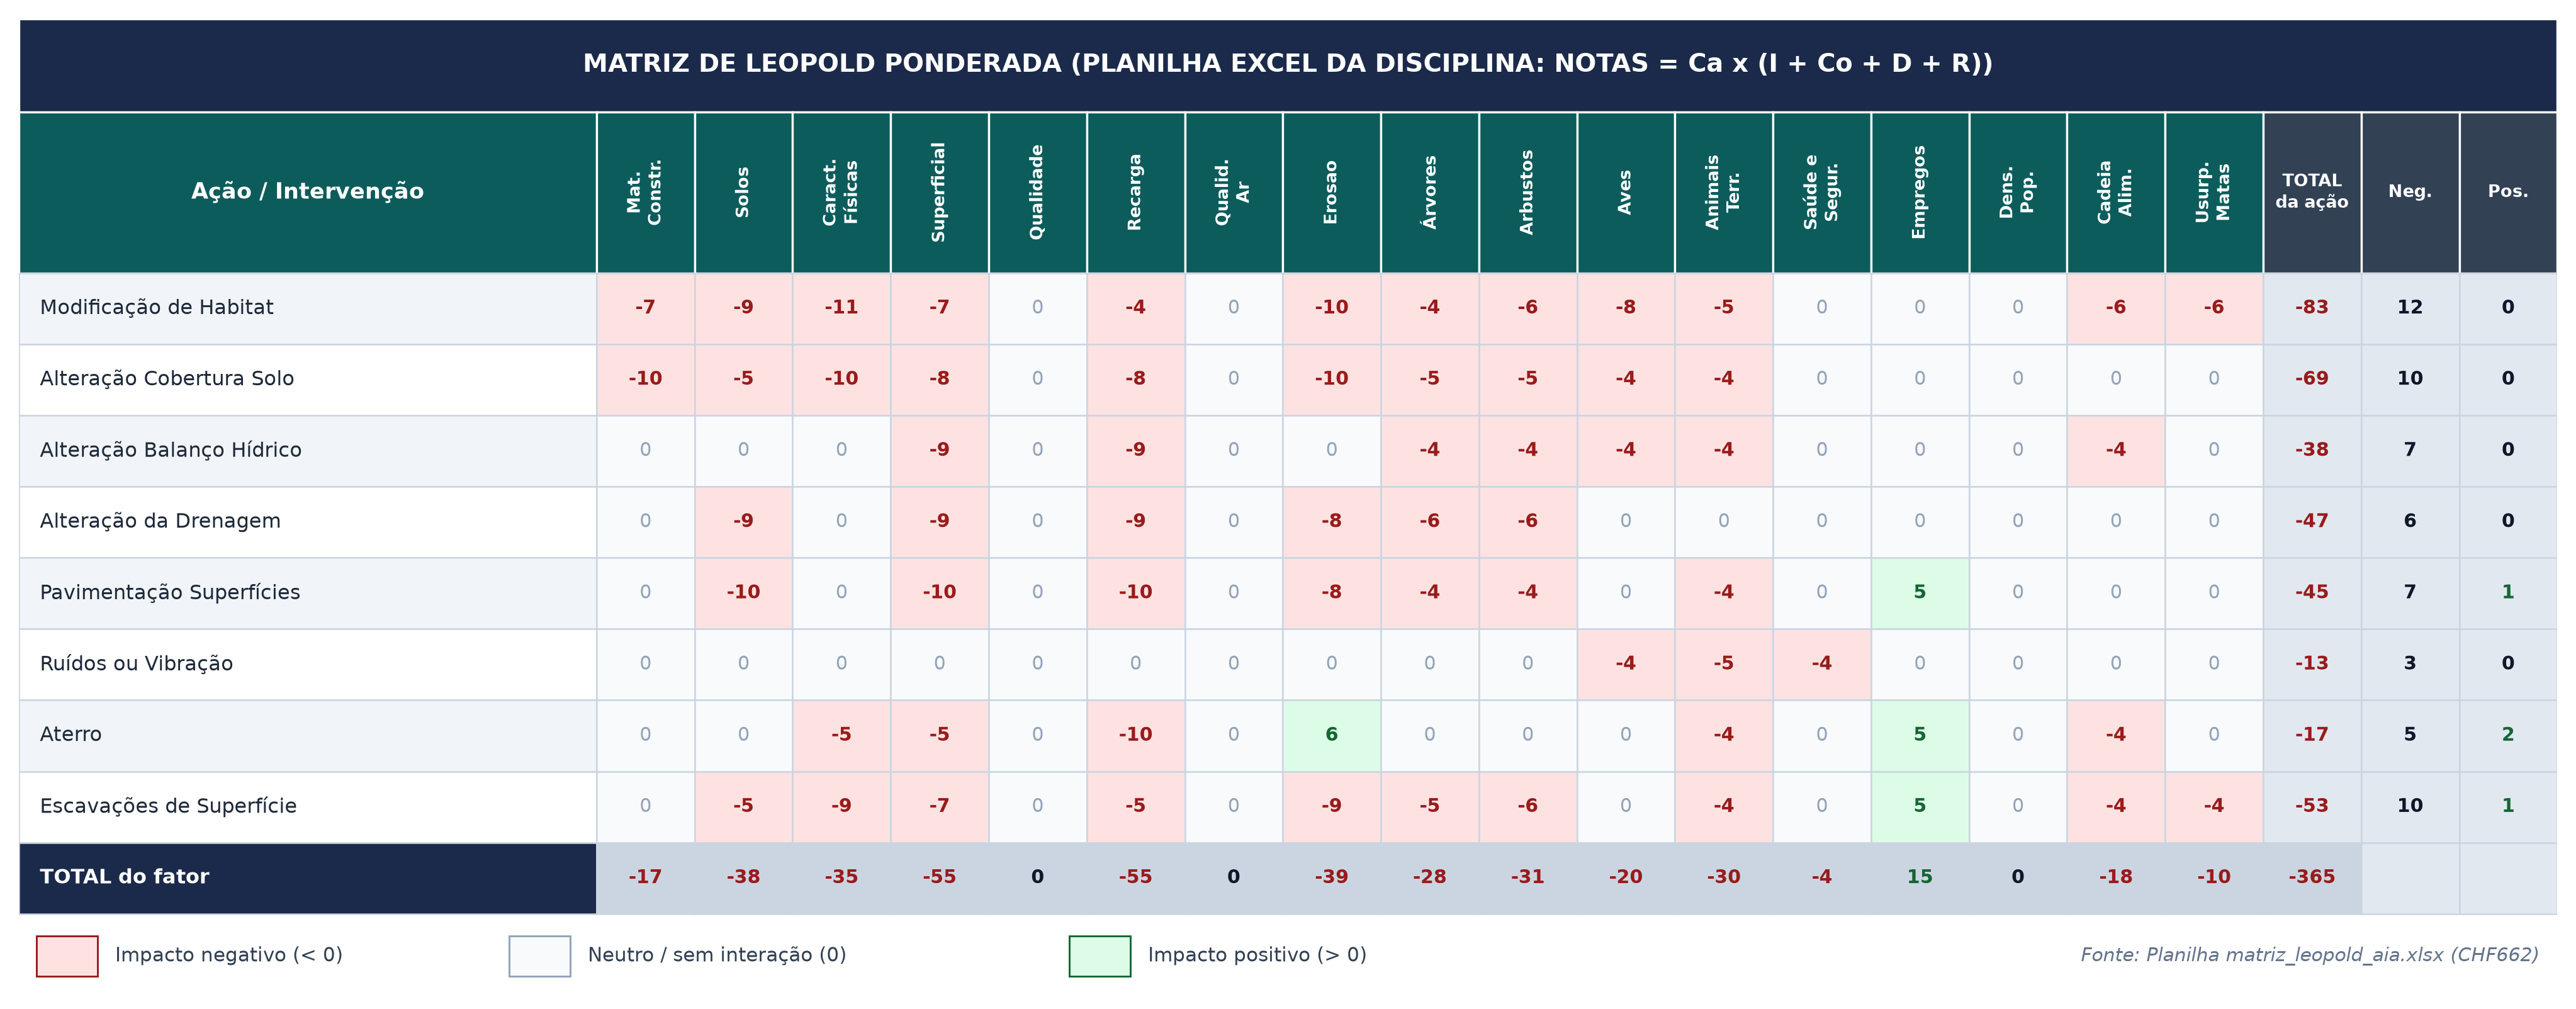 MATRIZ DE LEOPOLD PONDERADA (PLANILHA EXCEL DA DISCIPLINA: NOTAS = Ca x (I + Co + D + R))
Ação / Intervenção Mat. Constr. Solos Caract. Físicas Superficial Qualidade Recarga Qualid. Ar Erosao Árvores Arbustos Aves Animais Terr. Saúde e Segur. Empregos Dens. Pop. Cadeia Alim. Usurp. Matas TOTAL da ação Neg. Pos.
Modificação de Habitat -7 -9 -11 -7 0 -4 0 -10 -4 -6 -8 -5 0 0 0 -6 -6 -83 12 0
Alteração Cobertura Solo -10 -5 -10 -8 0 -8 0 -10 -5 -5 -4 -4 0 0 0 0 0 -69 10 0
Alteração Balanço Hídrico 0 0 0 -9 0 -9 0 0 -4 -4 -4 -4 0 0 0 -4 0 -38 7 0
Alteração da Drenagem 0 -9 0 -9 0 -9 0 -8 -6 -6 0 0 0 0 0 0 0 -47 6 0
Pavimentação Superfícies 0 -10 0 -10 0 -10 0 -8 -4 -4 0 -4 0 5 0 0 0 -45 7 1
Ruídos ou Vibração 0 0 0 0 0 0 0 0 0 0 -4 -5 -4 0 0 0 0 -13 3 0
Aterro 0 0 -5 -5 0 -10 0 6 0 0 0 -4 0 5 0 -4 0 -17 5 2
Escavações de Superfície 0 -5 -9 -7 0 -5 0 -9 -5 -6 0 -4 0 5 0 -4 -4 -53 10 1
TOTAL do fator -17 -38 -35 -55 0 -55 0 -39 -28 -31 -20 -30 -4 15 0 -18 -10 -365
Impacto negativo (< 0) Neutro / sem interação (0) Impacto positivo (> 0) Fonte: Planilha matriz_leopold_aia.xlsx (CHF662)